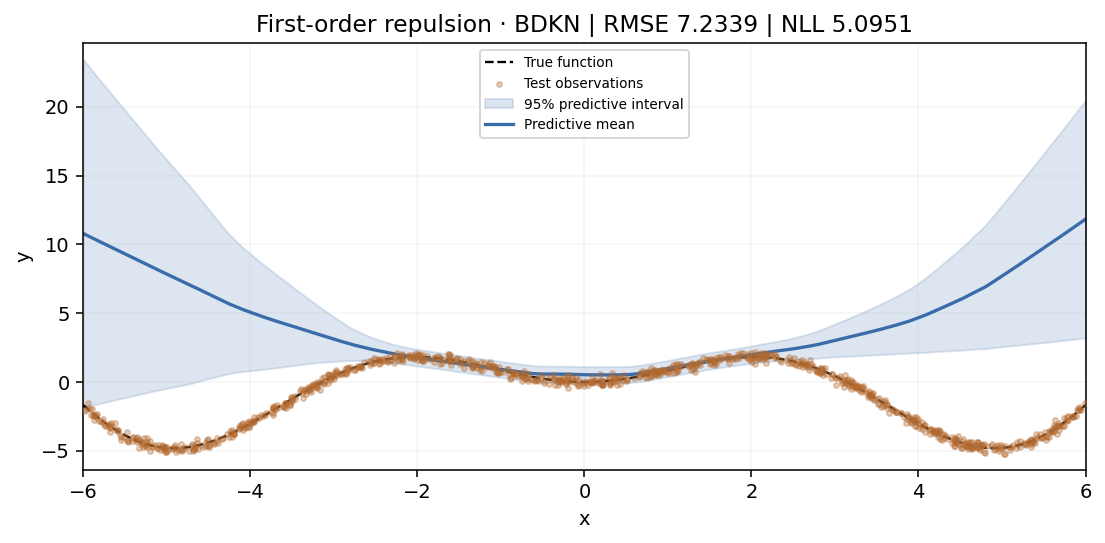 First-order repulsion · BDKN | RMSE 7.2339 | NLL 5.0951
True function
Test observations
95% predictive interval
Predictive mean
y
20
15
10
5
0
−5
−6
−4
−2
0
2
4
6
x